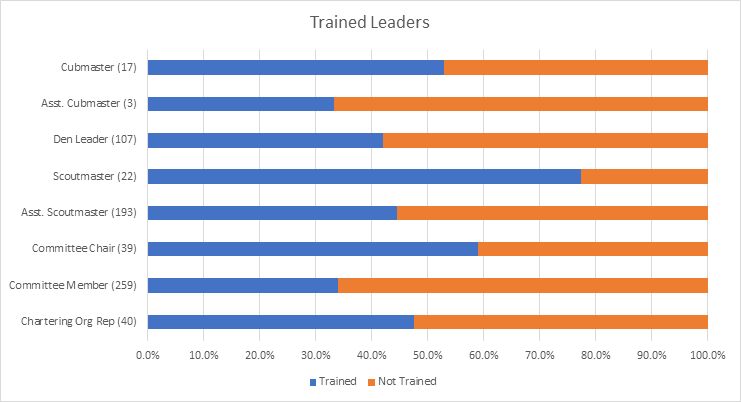 Trained Leaders
Cubmaster (17)
Asst. Cubmaster (3)
Den Leader (107)
Scoutmaster (22)
Asst. Scoutmaster (193)
Committee Chair (39)
Committee Member (259)
Chartering Org Rep (40)
0.0% 10.0% 20.0% 30.0% 40.0% 50.0% 60.0% 70.0% 80.0% 90.0% 100.0%
Trained Not Trained